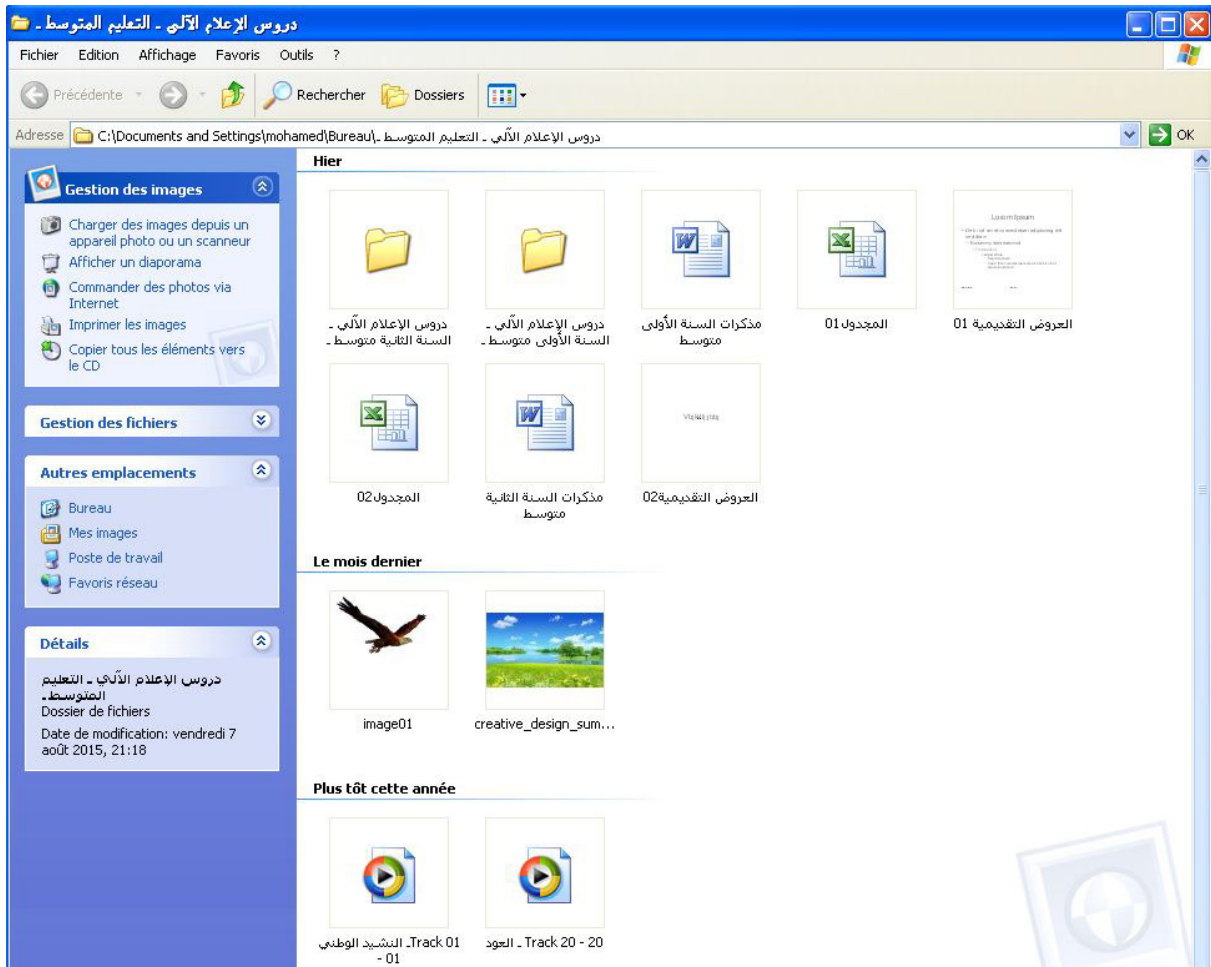 دروس الإعلام الآلي ـ التعليم المتوسط ـ
Fichier Edition Affichage Favoris Outils ?
Précédente Rechercher Dossiers
Adresse C:\Documents and Settings\mohamed\Bureau\دروس الإعلام الآلي ـ التعليم المتوسط ـ OK
Gestion des images
Charger des images depuis un
appareil photo ou un scanneur
Afficher un diaporama
Commander des photos via
Internet
Imprimer les images
Copier tous les éléments vers
le CD
Gestion des fichiers
Autres emplacements
Bureau
Mes images
Poste de travail
Favoris réseau
Détails
دروس الإعلام الآلي ـ التعليم
المتوسط ـ
Dossier de fichiers
Date de modification: vendredi 7
août 2015, 21:18
Hier
دروس الإعلام الآلي ـ
السنة الثانية متوسط ـ
دروس الإعلام الآلي ـ
السنة الأولى متوسط ـ
مذكرات السنة الأولى
متوسط
المجدول 01
Lorem Ipsum
العروض التقديمية 01
المجدول02
مذكرات السنة الثانية
متوسط
العروض التقديمية02
Le mois dernier
image01
creative_design_sum...
Plus tôt cette année
Track 01ـ النشيد الوطني
- 01
Track 20 - 20 ـ العود